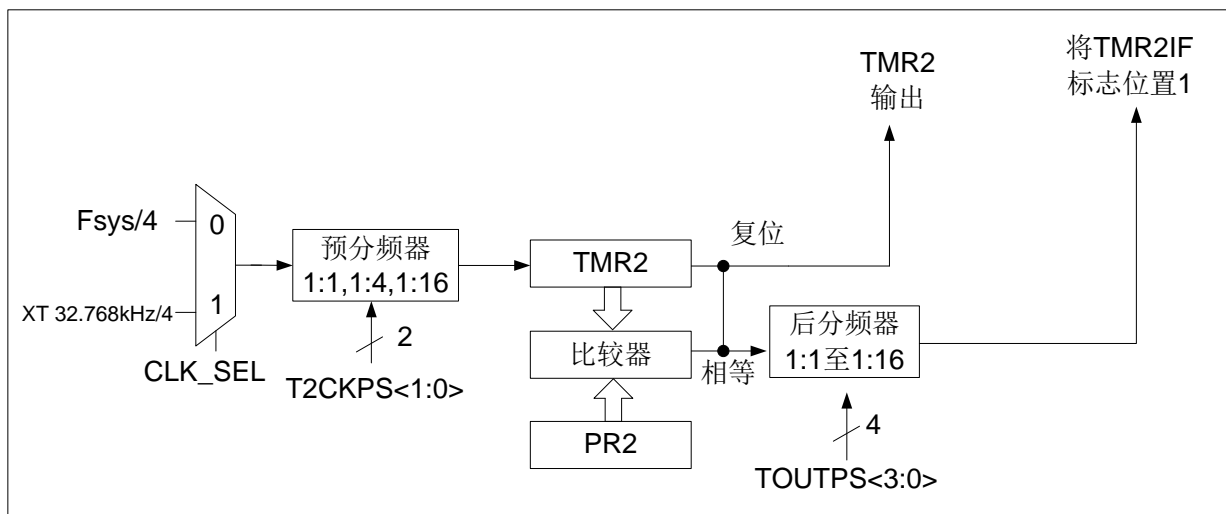 TMR2
输出
将TMR2IF
标志位置1
Fsys/4
0
预分频器
1:1,1:4,1:16
TMR2
复位
XT 32.768kHz/4
1
CLK_SEL
2
T2CKPS<1:0>
比较器
相等
后分频器
1:1至1:16
PR2
4
TOUTPS<3:0>